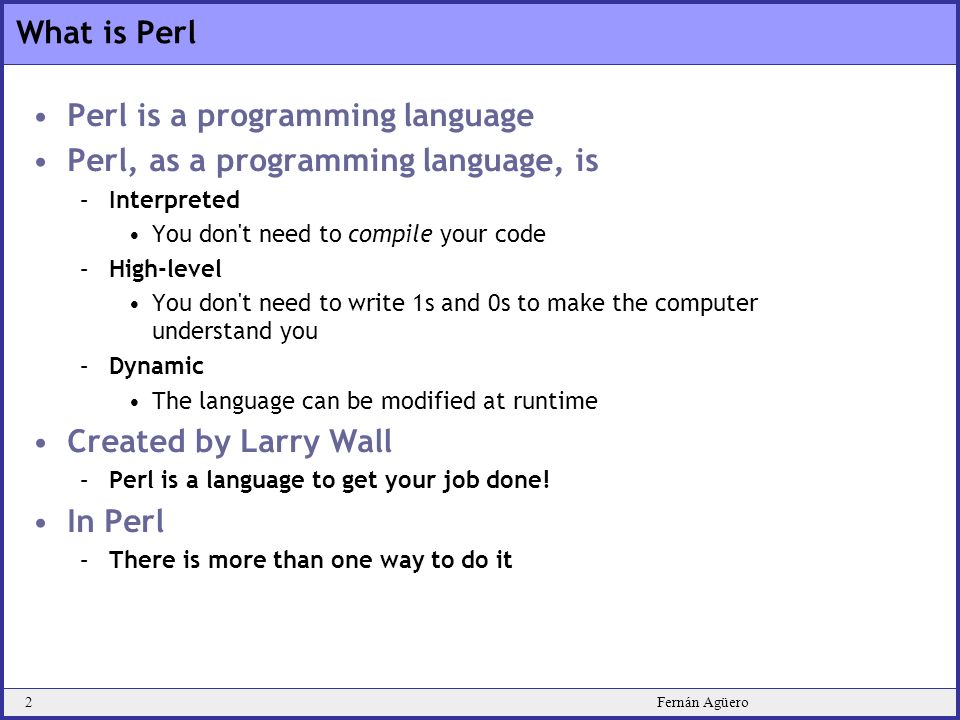 What is Perl
• Perl is a programming language
• Perl, as a programming language, is
– Interpreted
• You don't need to compile your code
– High-level
• You don't need to write 1s and 0s to make the computer
understand you
– Dynamic
• The language can be modified at runtime
• Created by Larry Wall
– Perl is a language to get your job done!
• In Perl
– There is more than one way to do it
2 Fernán Agüero